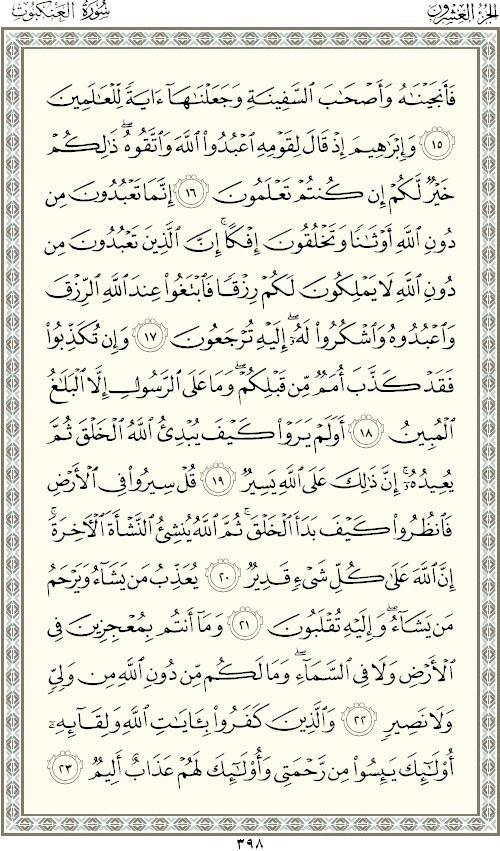 الجزء العشرون سورة العنكبوت
فَأَنجَيْنَٰهُ وَأَصْحَٰبَ ٱلسَّفِينَةِ وَجَعَلْنَٰهَآ ءَايَةً لِّلْعَٰلَمِينَ
١٥ وَإِبْرَٰهِيمَ إِذْ قَالَ لِقَوْمِهِ ٱعْبُدُوا۟ ٱللَّهَ وَٱتَّقُوهُ ۖ ذَٰلِكُمْ
خَيْرٌ لَّكُمْ إِن كُنتُمْ تَعْلَمُونَ ١٦ إِنَّمَا تَعْبُدُونَ مِن
دُونِ ٱللَّهِ أَوْثَٰنًا وَتَخْلُقُونَ إِفْكًا ۚ إِنَّ ٱلَّذِينَ تَعْبُدُونَ مِن
دُونِ ٱللَّهِ لَا يَمْلِكُونَ لَكُمْ رِزْقًا فَٱبْتَغُوا۟ عِندَ ٱللَّهِ ٱلرِّزْقَ
وَٱعْبُدُوهُ وَٱشْكُرُوا۟ لَهُۥٓ ۖ إِلَيْهِ تُرْجَعُونَ ١٧ وَإِن تُكَذِّبُوا۟
فَقَدْ كَذَّبَ أُمَمٌ مِّن قَبْلِكُمْ ۖ وَمَا عَلَى ٱلرَّسُولِ إِلَّا ٱلْبَلَٰغُ
ٱلْمُبِينُ ١٨ أَوَلَمْ يَرَوْا۟ كَيْفَ يُبْدِئُ ٱللَّهُ ٱلْخَلْقَ ثُمَّ
يُعِيدُهُۥٓ ۚ إِنَّ ذَٰلِكَ عَلَى ٱللَّهِ يَسِيرٌ ١٩ قُلْ سِيرُوا۟ فِى ٱلْأَرْضِ
فَٱنظُرُوا۟ كَيْفَ بَدَأَ ٱلْخَلْقَ ۚ ثُمَّ ٱللَّهُ يُنشِئُ ٱلنَّشْأَةَ ٱلْـَٔاخِرَةَ ۚ
إِنَّ ٱللَّهَ عَلَىٰ كُلِّ شَىْءٍ قَدِيرٌ ٢٠ يُعَذِّبُ مَن يَشَآءُ وَيَرْحَمُ
مَن يَشَآءُ ۖ وَإِلَيْهِ تُقْلَبُونَ ٢١ وَمَآ أَنتُم بِمُعْجِزِينَ فِى
ٱلْأَرْضِ وَلَا فِى ٱلسَّمَآءِ ۖ وَمَا لَكُم مِّن دُونِ ٱللَّهِ مِن وَلِىٍّ
وَلَا نَصِيرٍ ٢٢ وَٱلَّذِينَ كَفَرُوا۟ بِـَٔايَٰتِ ٱللَّهِ وَلِقَآئِهِۦٓ
أُو۟لَٰٓئِكَ يَئِسُوا۟ مِن رَّحْمَتِى وَأُو۟لَٰٓئِكَ لَهُمْ عَذَابٌ أَلِيمٌ ٢٣
٣٩٨